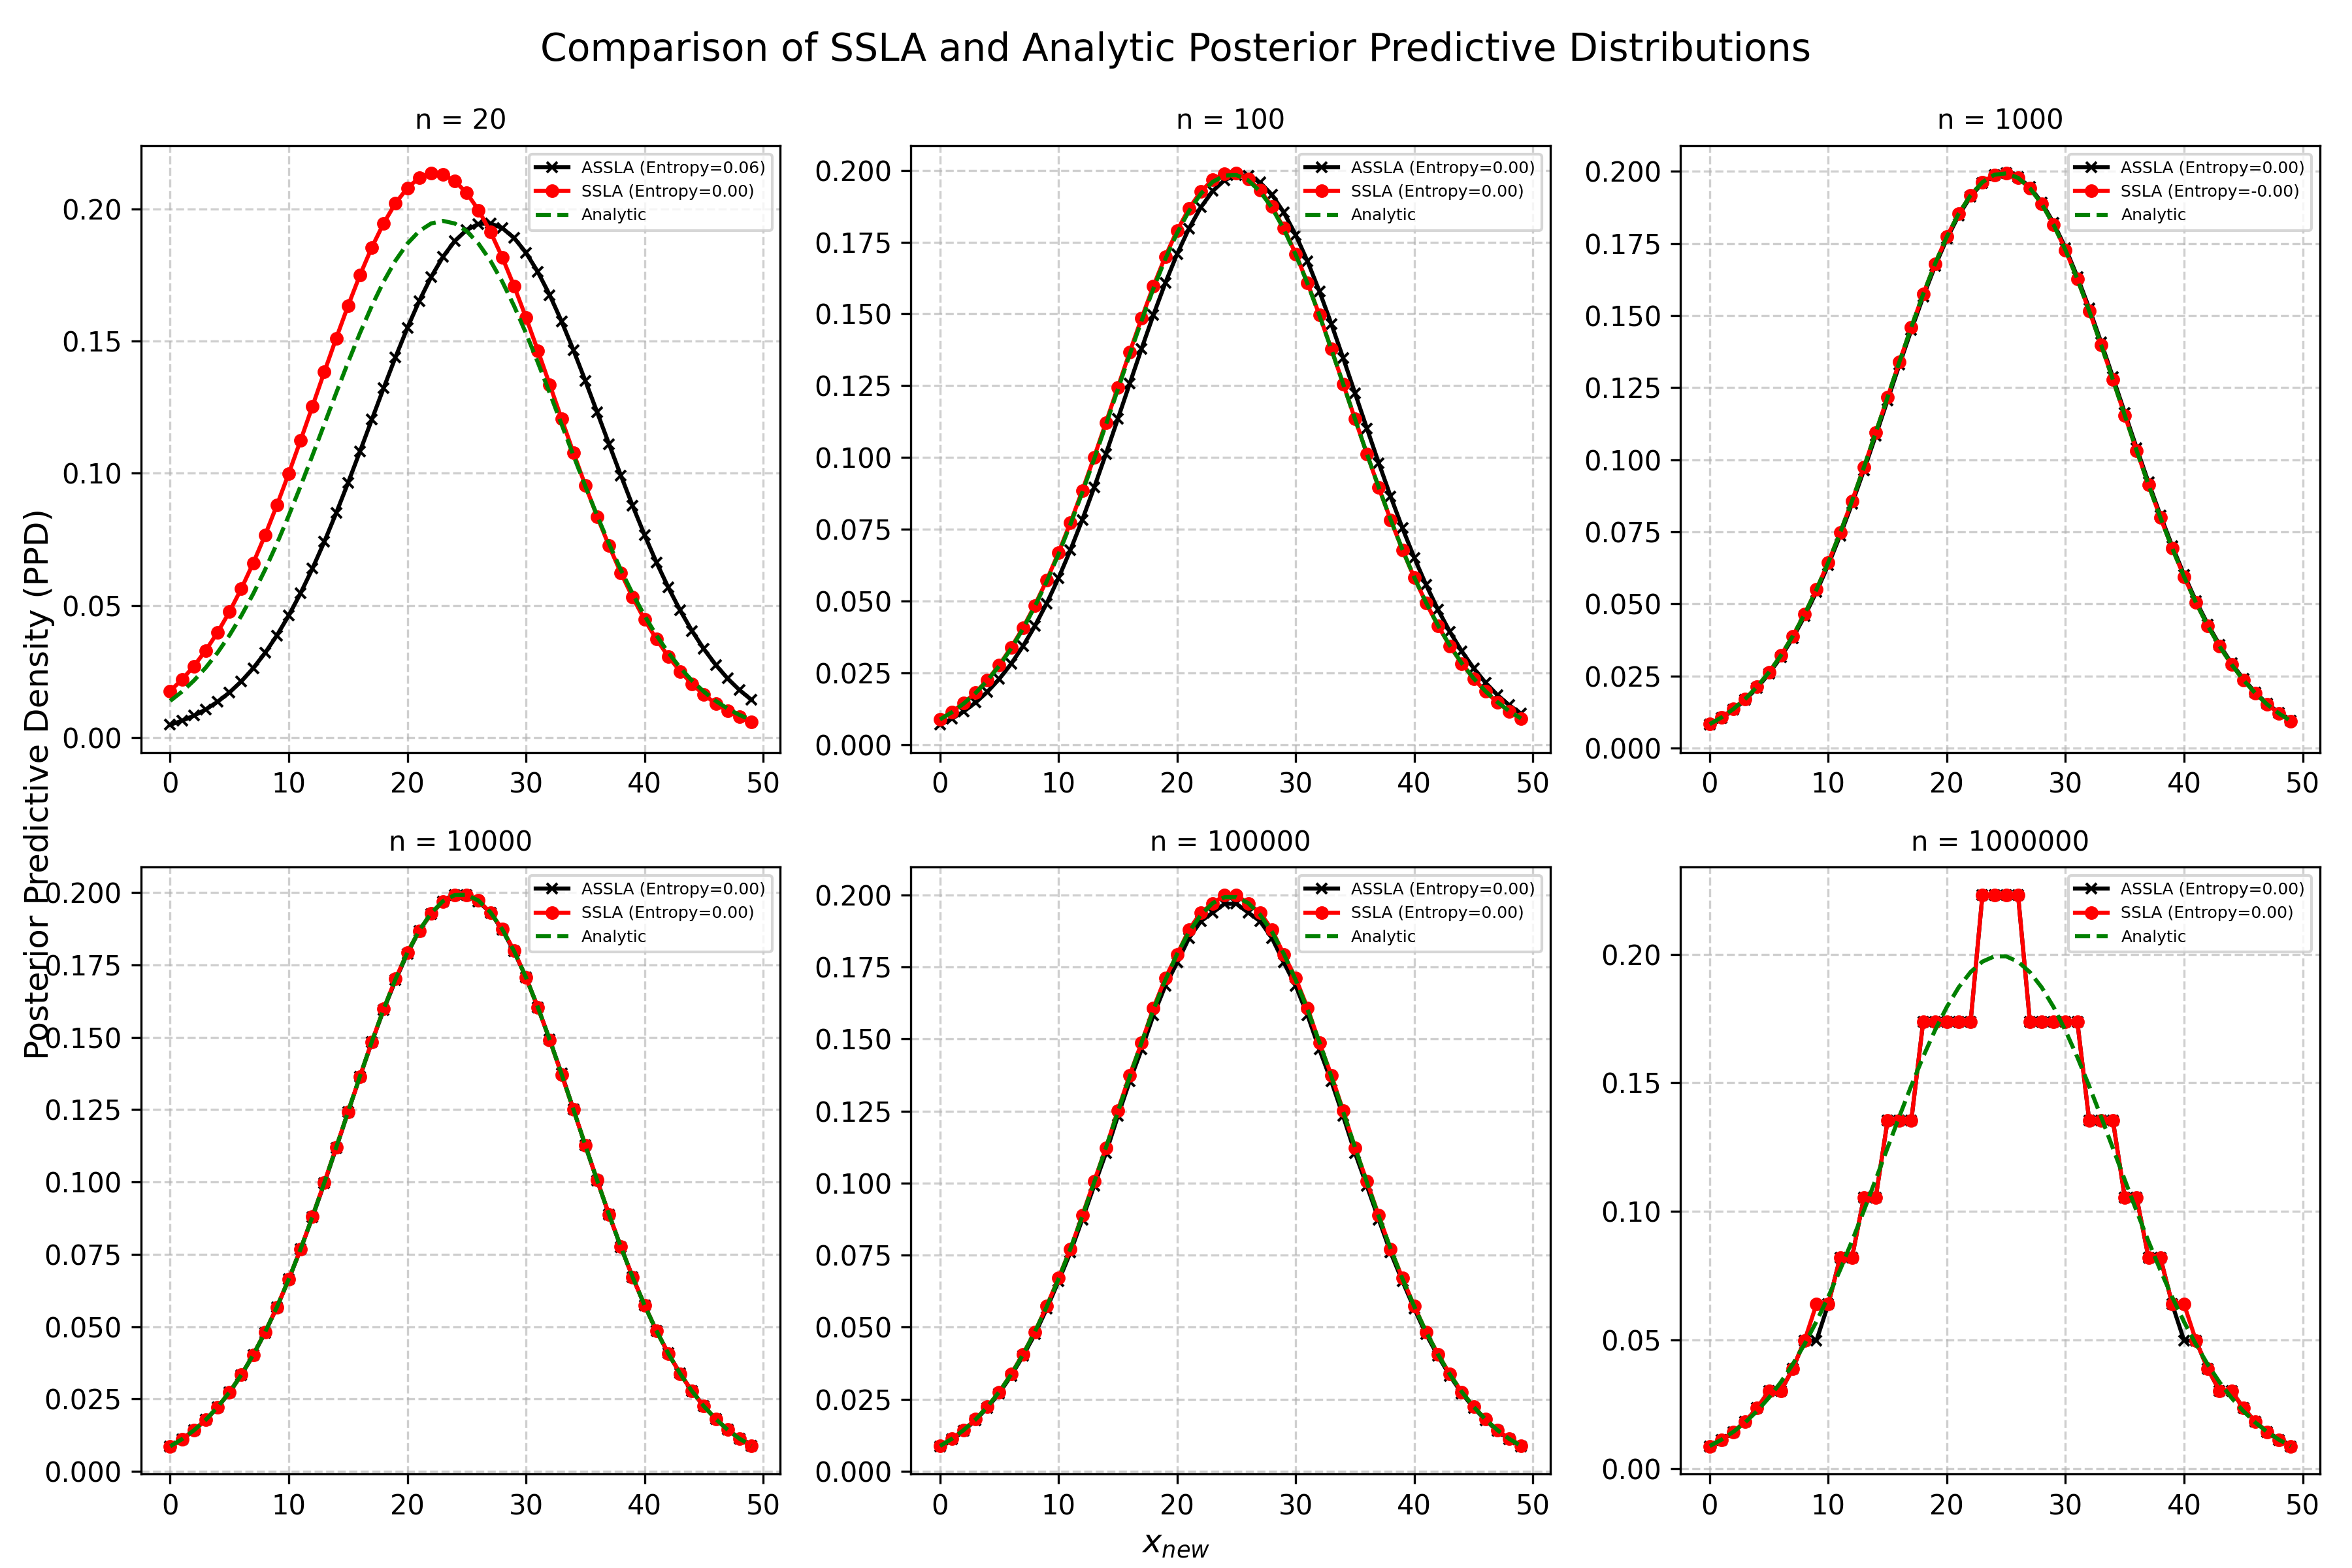 Comparison of SSLA and Analytic Posterior Predictive Distributions
Posterior Predictive Density (PPD)
n = 20
ASSLA (Entropy=0.06)
SSLA (Entropy=0.00)
Analytic
0.20
0.15
0.10
0.05
0.00
0 10 20 30 40 50
n = 100
ASSLA (Entropy=0.00)
SSLA (Entropy=0.00)
Analytic
0.200
0.175
0.150
0.125
0.100
0.075
0.050
0.025
0.000
0 10 20 30 40 50
n = 1000
ASSLA (Entropy=0.00)
SSLA (Entropy=-0.00)
Analytic
0.200
0.175
0.150
0.125
0.100
0.075
0.050
0.025
0.000
0 10 20 30 40 50
n = 10000
ASSLA (Entropy=0.00)
SSLA (Entropy=0.00)
Analytic
0.200
0.175
0.150
0.125
0.100
0.075
0.050
0.025
0.000
0 10 20 30 40 50
n = 100000
ASSLA (Entropy=0.00)
SSLA (Entropy=0.00)
Analytic
0.200
0.175
0.150
0.125
0.100
0.075
0.050
0.025
0.000
0 10 20 30 40 50
n = 1000000
ASSLA (Entropy=0.00)
SSLA (Entropy=0.00)
Analytic
0.20
0.15
0.10
0.05
0.00
0 10 20 30 40 50
x_new